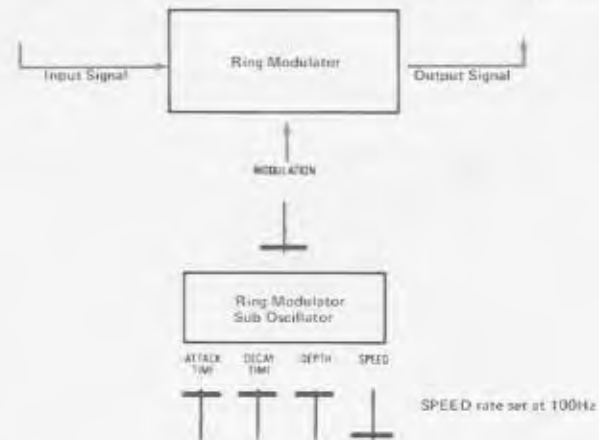 Ring Modulator
Input Signal
Output Signal
MODULATION
Ring Modulator
Sub Oscillator
ATTACK TIME
DECAY TIME
DEPTH
SPEED
SPEED rate set at 100Hz